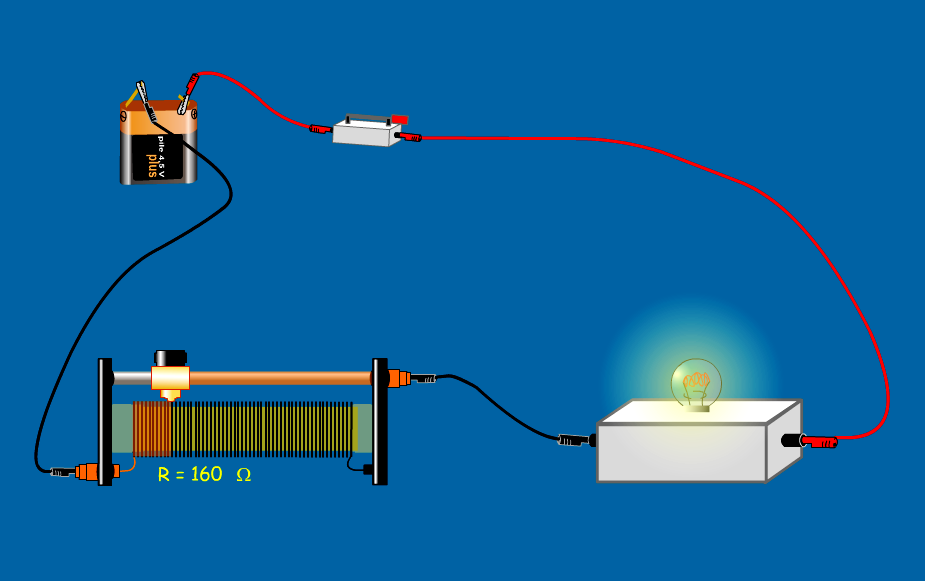 pile 4,5 V
plus
R = 160 Ω